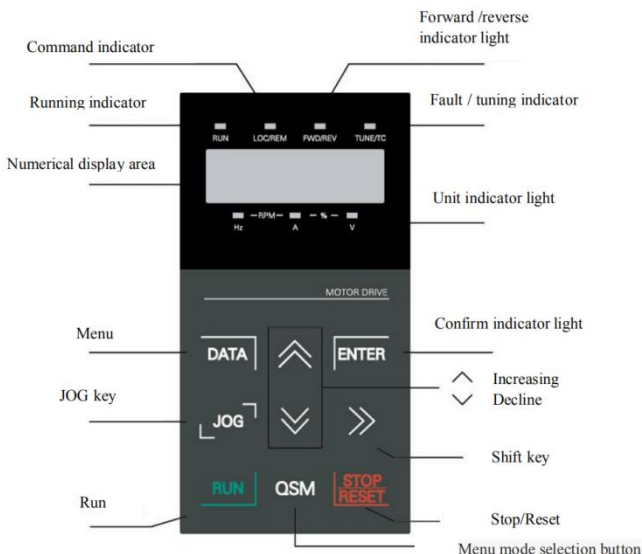 Forward /reverse
indicator light
Command indicator
Running indicator
Fault / tuning indicator
RUN LOC/REM FWD/REV TUNE/TC
Numerical display area
Unit indicator light
RPM %
Hz A V
MOTOR DRIVE
Menu
Confirm indicator light
DATA ENTER
Increasing
Decline
JOG key
JOG
Shift key
RUN QSM STOP
RESET
Run
Stop/Reset
Menu mode selection button